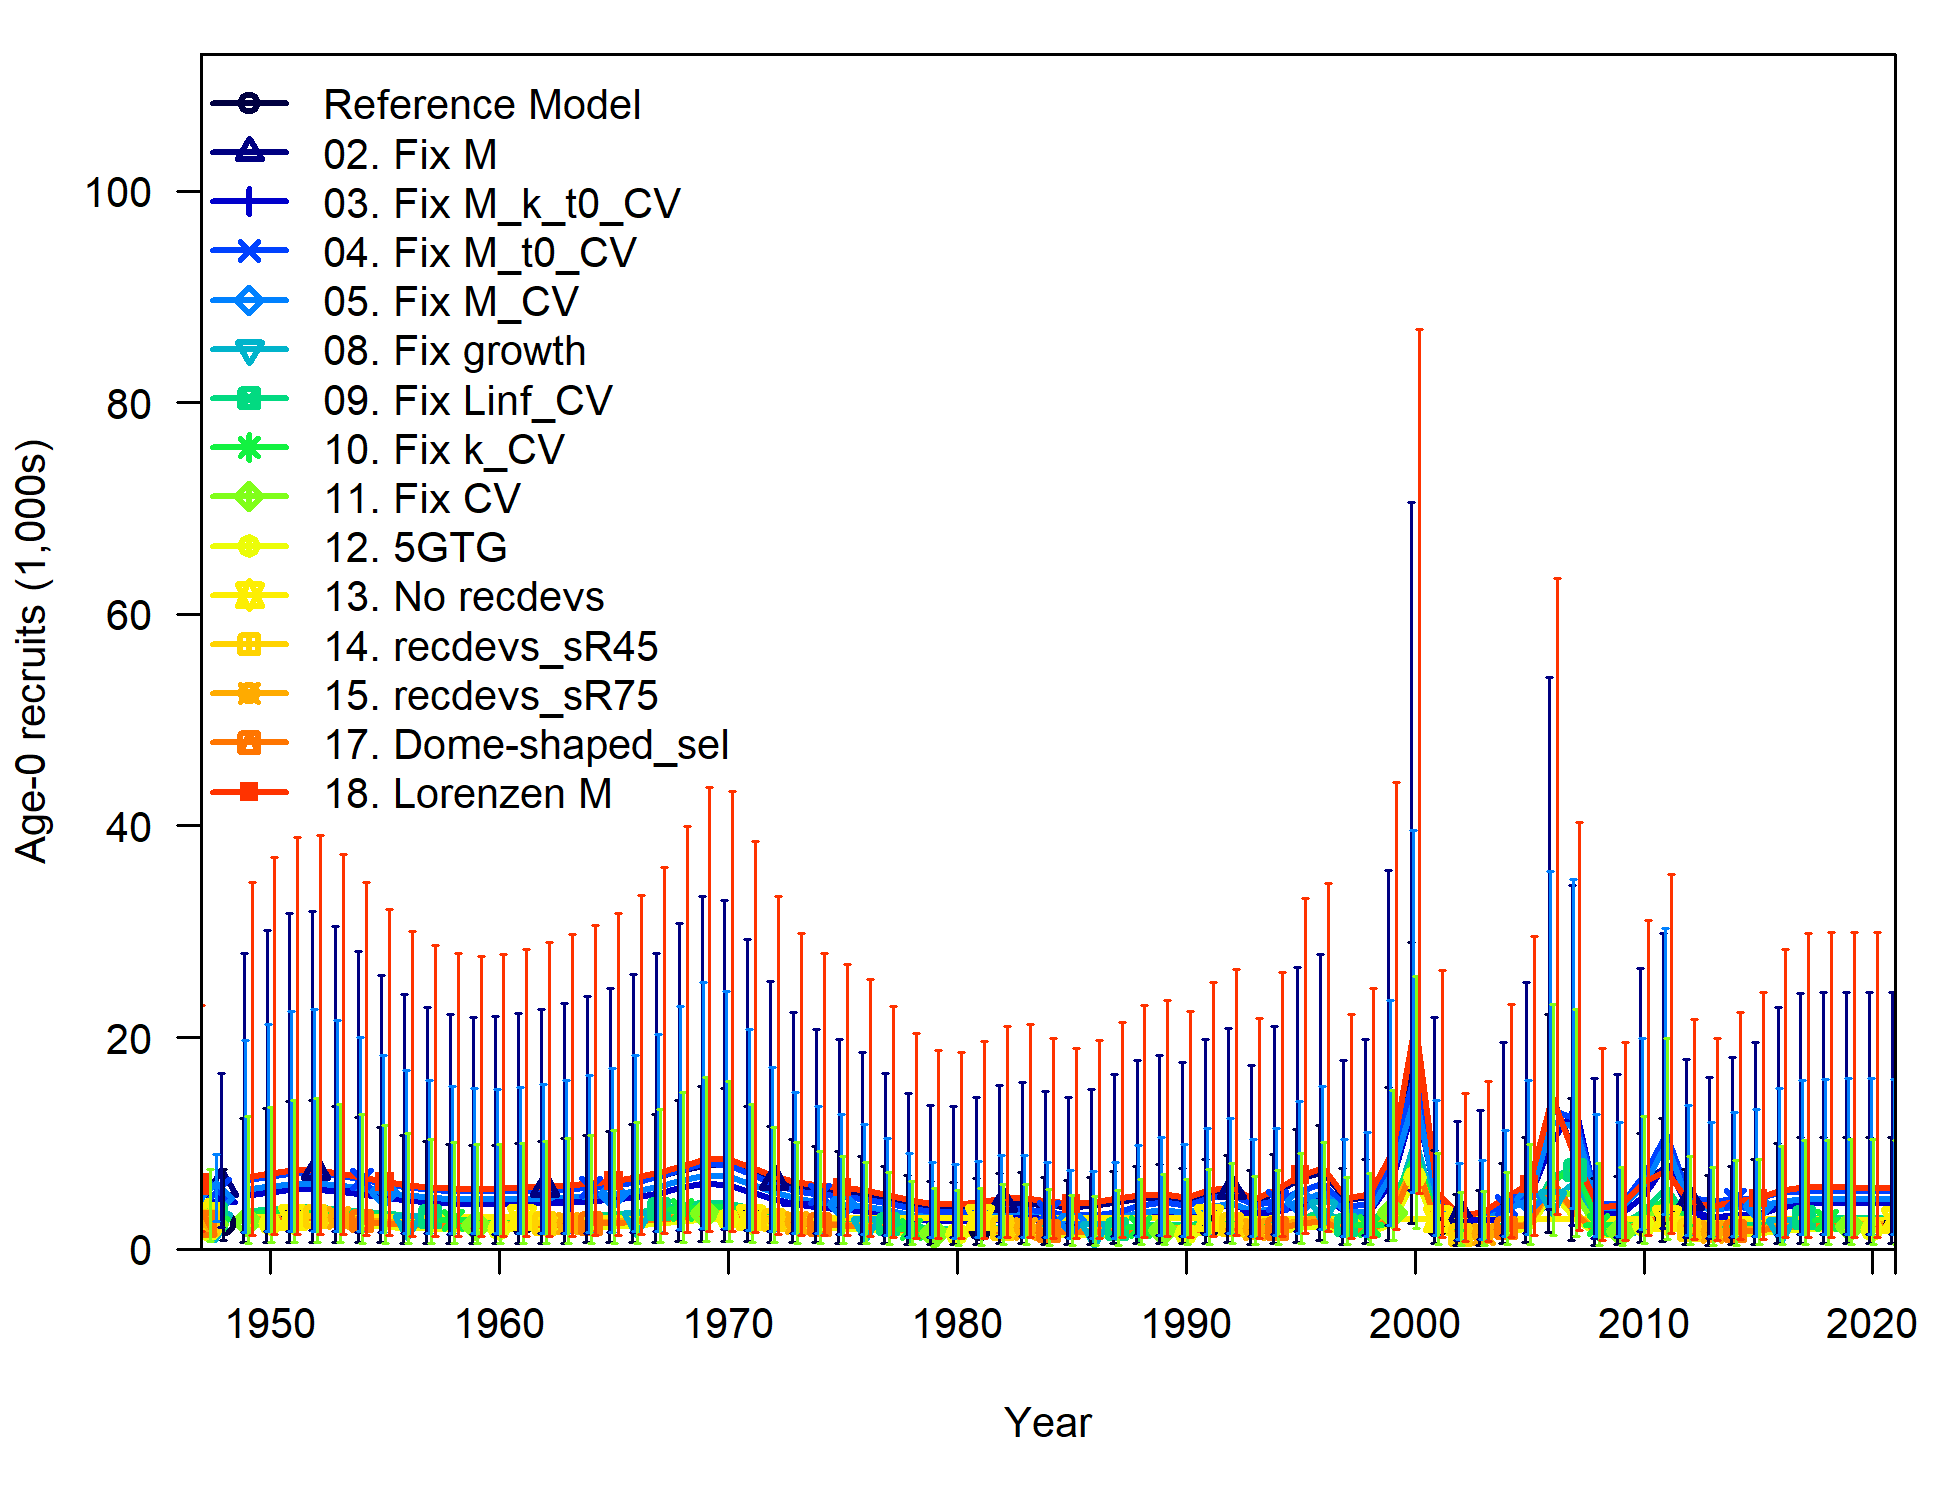 Reference Model
02. Fix M
03. Fix M_k_t0_CV
04. Fix M_t0_CV
05. Fix M_CV
08. Fix growth
09. Fix Linf_CV
10. Fix k_CV
11. Fix CV
12. 5GTG
13. No recdevs
14. recdevs_sR45
15. recdevs_sR75
17. Dome-shaped_sel
18. Lorenzen M
Age-0 recruits (1,000s)
100
80
60
40
20
0
1950 1960 1970 1980 1990 2000 2010 2020
Year